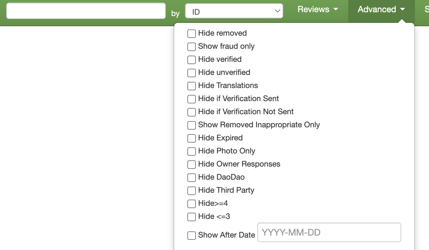 by ID Reviews Advanced S
Hide removed
Show fraud only
Hide verified
Hide unverified
Hide Translations
Hide if Verification Sent
Hide if Verification Not Sent
Show Removed Inappropriate Only
Hide Expired
Hide Photo Only
Hide Owner Responses
Hide DaoDao
Hide Third Party
Hide>=4
Hide <=3
Show After Date YYYY-MM-DD